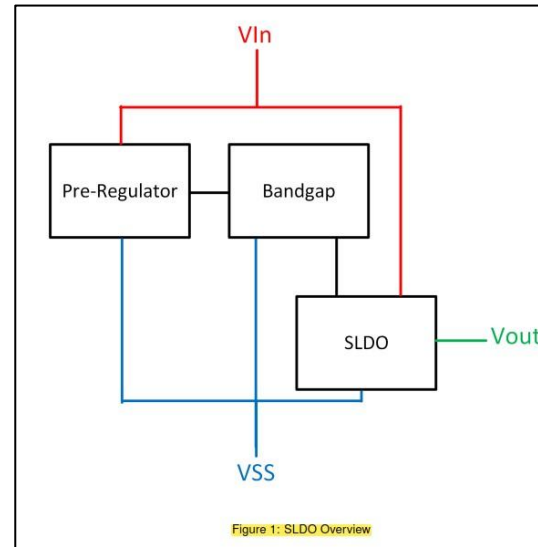 VIn
Pre-Regulator
Bandgap
SLDO
Vout
VSS
Figure 1: SLDO Overview